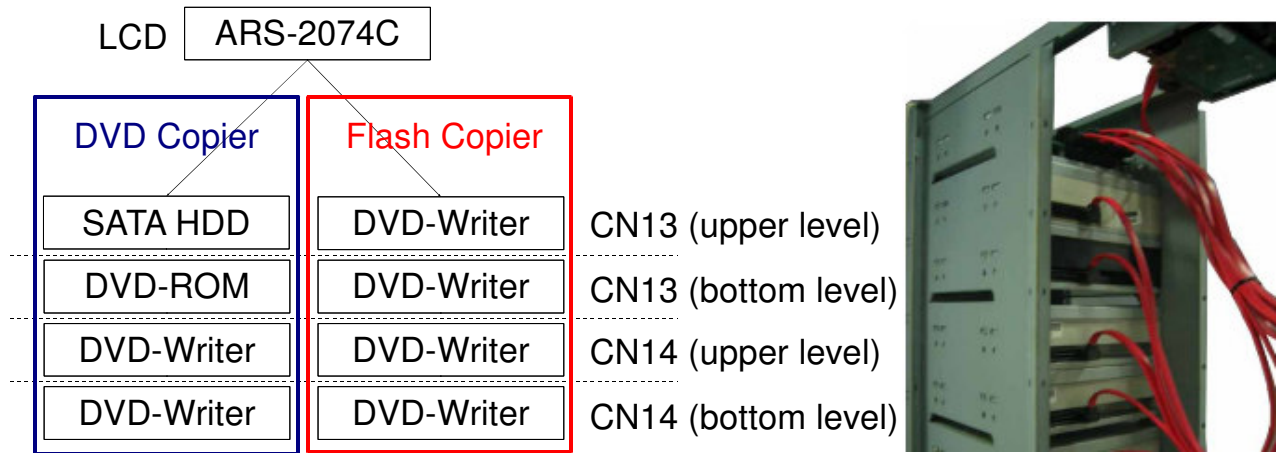 LCD ARS-2074C
DVD Copier Flash Copier
SATA HDD DVD-Writer CN13 (upper level)
DVD-ROM DVD-Writer CN13 (bottom level)
DVD-Writer DVD-Writer CN14 (upper level)
DVD-Writer DVD-Writer CN14 (bottom level)